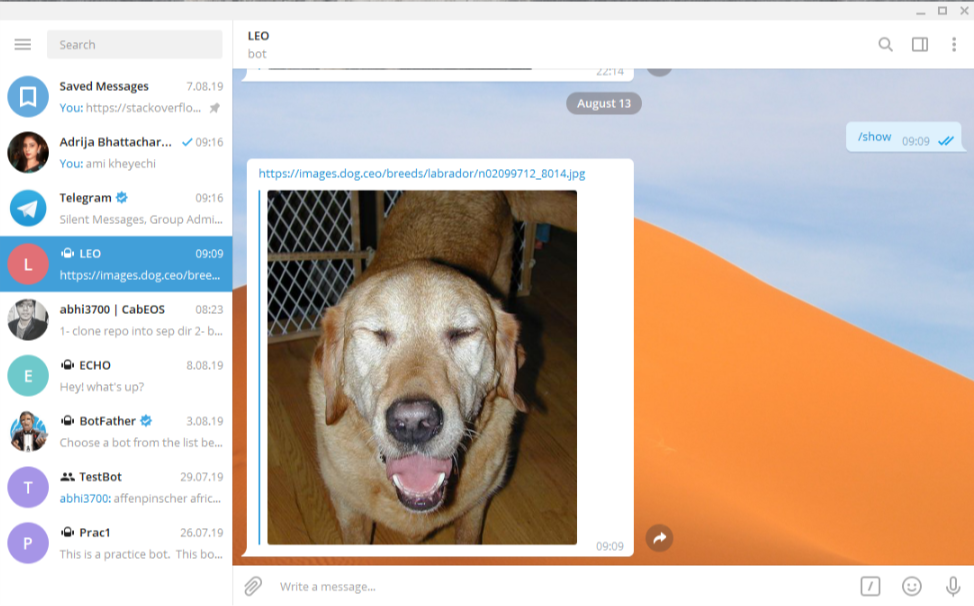 Search
Saved Messages 7.08.19
You: https://stackoverflo...
Adrija Bhattachar... 09:16
You: ami kheyechi
Telegram 09:16
Silent Messages, Group Admi...
L
LEO 09:09
https://images.dog.ceo/bree...
abhi3700 | CabEOS 08:23
1- clone repo into sep dir 2- b...
E
ECHO 8.08.19
Hey! what's up?
BotFather 3.08.19
Choose a bot from the list be...
T
TestBot 29.07.19
abhi3700: affenpinscher afric...
P
Prac1 26.07.19
This is a practice bot. This bo...
LEO
bot
22:14
August 13
/show 09:09
https://images.dog.ceo/breeds/labrador/n02099712_8014.jpg
09:09
Write a message...